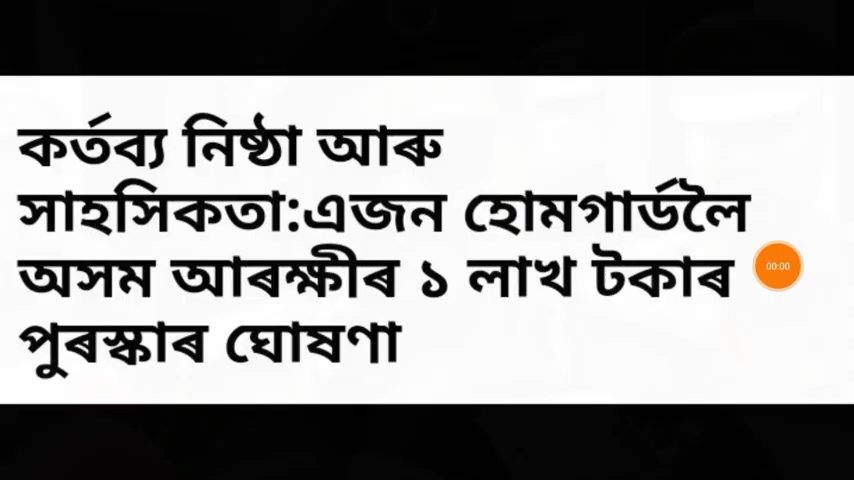 কৰ্তব্য নিষ্ঠা আৰু
সাহসিকতা:এজন হোমগাৰ্ডলৈ
অসম আৰক্ষীৰ ১ লাখ টকাৰ
পুৰস্কাৰ ঘোষণা
00:00